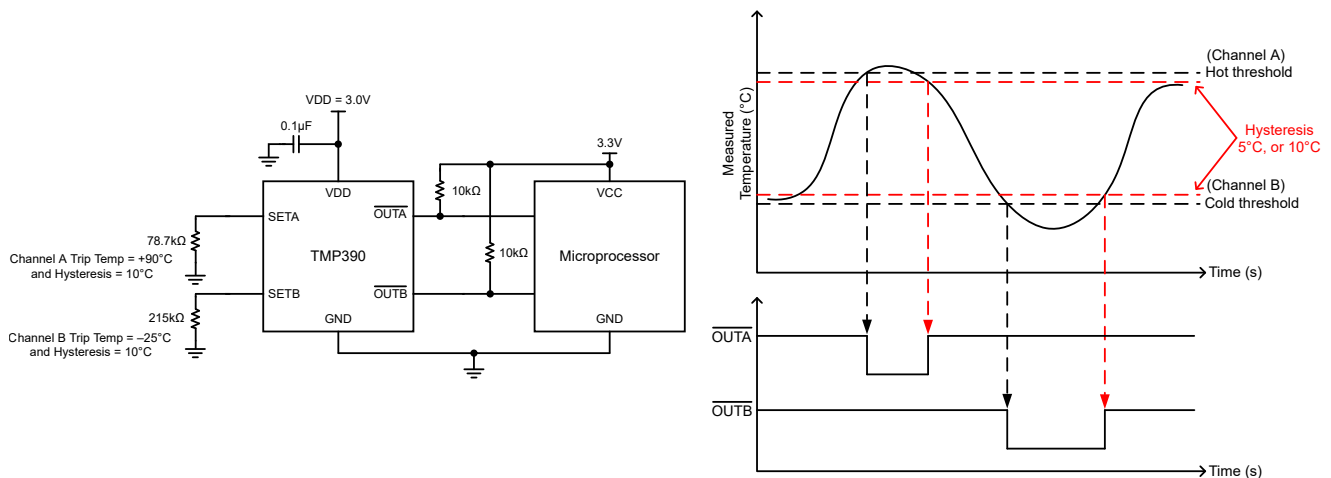 VDD = 3.0V
0.1µF
3.3V
VDD
VCC
10kΩ
SETA
OUTA
78.7kΩ
Channel A Trip Temp = +90°C
and Hysteresis = 10°C
TMP390
10kΩ
Microprocessor
SETB
OUTB
215kΩ
Channel B Trip Temp = –25°C
and Hysteresis = 10°C
GND
GND
Measured
Temperature (°C)
(Channel A)
Hot threshold
Hysteresis
5°C, or 10°C
(Channel B)
Cold threshold
Time (s)
OUTA
OUTB
Time (s)